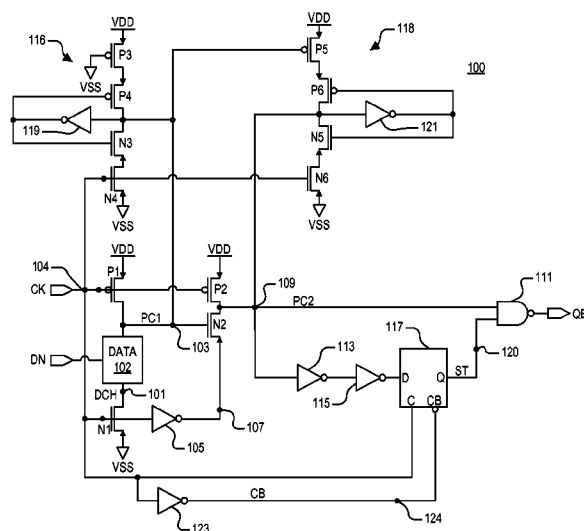 VDD
VDD
116
P3
P5
118
100
VSS
P4
P6
119
121
N3
N5
N4
N6
VSS
VSS
VDD
VDD
104
P1
CK
P2
109
111
PC2
QB
N2
PC1
103
117
DATA
102
113
DN
ST
120
D
Q
DCH
101
115
C
CB
N1
105
107
VSS
CB
123
124